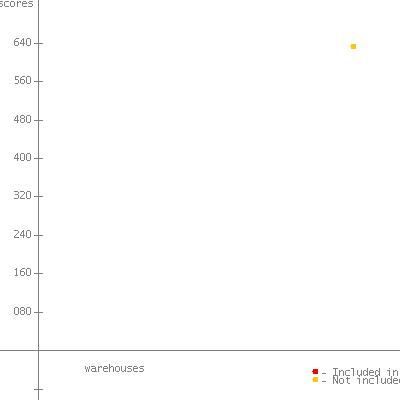 scores
640
560
480
400
320
240
160
080
warehouses
- Included in
- Not included